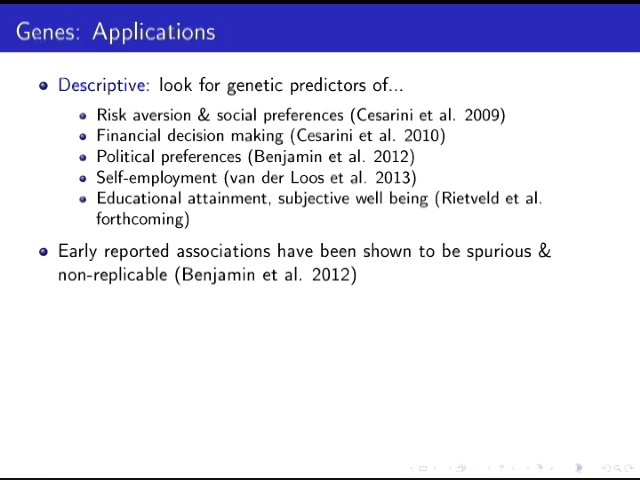 Genes: Applications
Descriptive: look for genetic predictors of...
Risk aversion & social preferences (Cesarini et al. 2009)
Financial decision making (Cesarini et al. 2010)
Political preferences (Benjamin et al. 2012)
Self-employment (van der Loos et al. 2013)
Educational attainment, subjective well being (Rietveld et al.
forthcoming)
Early reported associations have been shown to be spurious &
non-replicable (Benjamin et al. 2012)